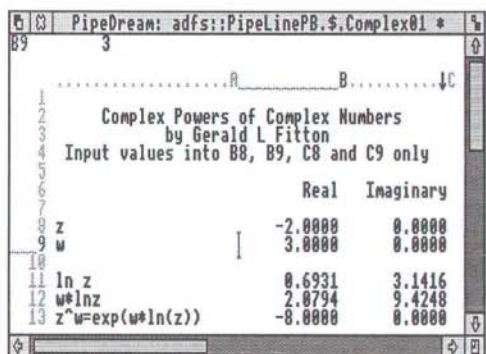 PipeDream: adfs::PipeLinePB.$.Complex01 *
B9 3
A B C
1
2 Complex Powers of Complex Numbers
3 by Gerald L Fitton
4 Input values into B8, B9, C8 and C9 only
5
6 Real Imaginary
7
8 z -2.0000 0.0000
9 w 3.0000 0.0000
10
11 ln z 0.6931 3.1416
12 w*lnz 2.0794 9.4248
13 z^w=exp(w*ln(z)) -8.0000 0.0000